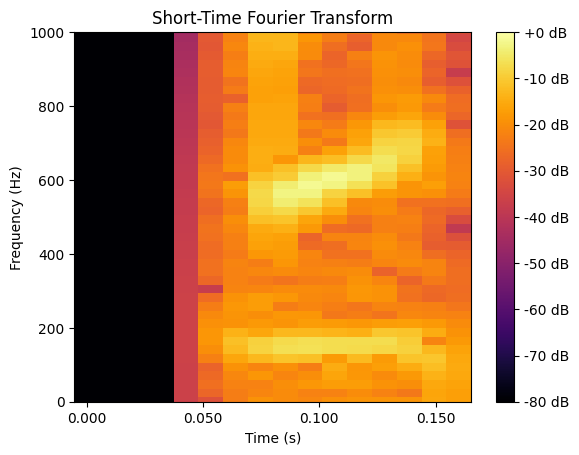 Short-Time Fourier Transform
1000
800
600
400
200
0
Frequency (Hz)
0.000
0.050
0.100
0.150
Time (s)
+0 dB
-10 dB
-20 dB
-30 dB
-40 dB
-50 dB
-60 dB
-70 dB
-80 dB